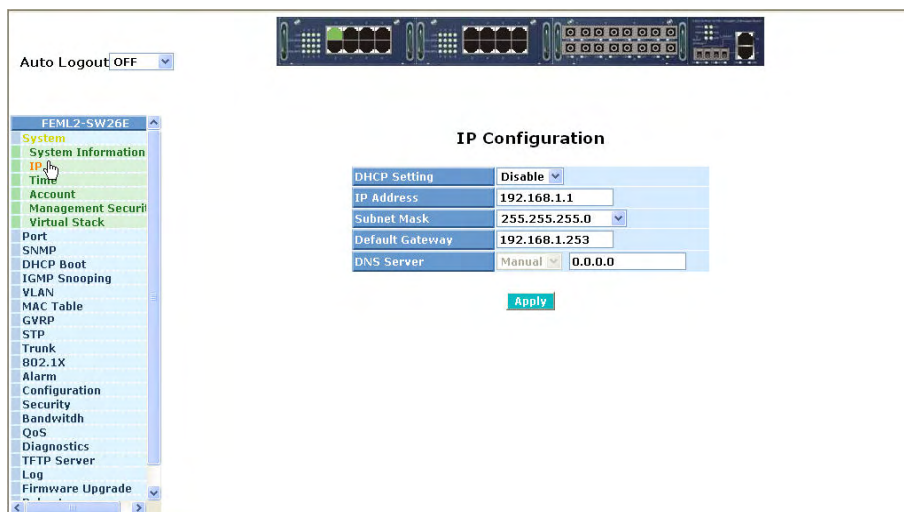 Auto Logout OFF
FEML2-SW26E
System
System Information
IP
Time
Account
Management Securit
Virtual Stack
Port
SNMP
DHCP Boot
IGMP Snooping
VLAN
MAC Table
GVRP
STP
Trunk
802.1X
Alarm
Configuration
Security
Bandwitdh
QoS
Diagnostics
TFTP Server
Log
Firmware Upgrade
IP Configuration
DHCP Setting Disable
IP Address 192.168.1.1
Subnet Mask 255.255.255.0
Default Gateway 192.168.1.253
DNS Server Manual 0.0.0.0
Apply